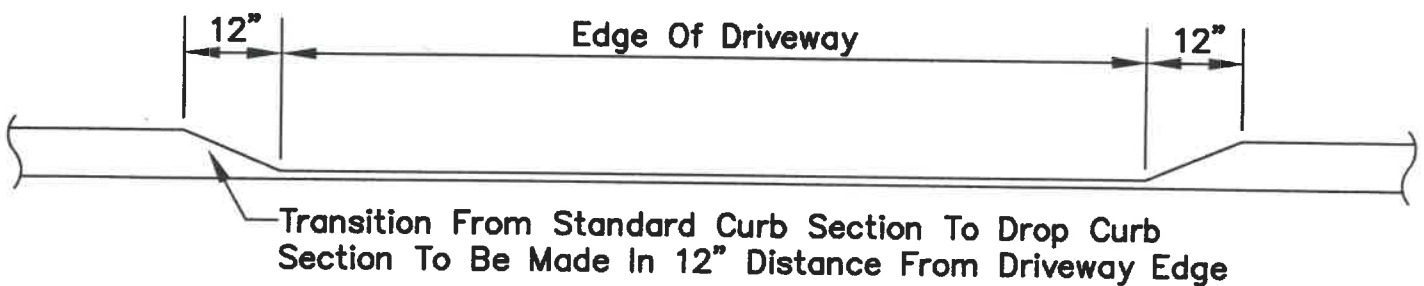 12”
Edge Of Driveway
12”
Transition From Standard Curb Section To Drop Curb
Section To Be Made In 12” Distance From Driveway Edge